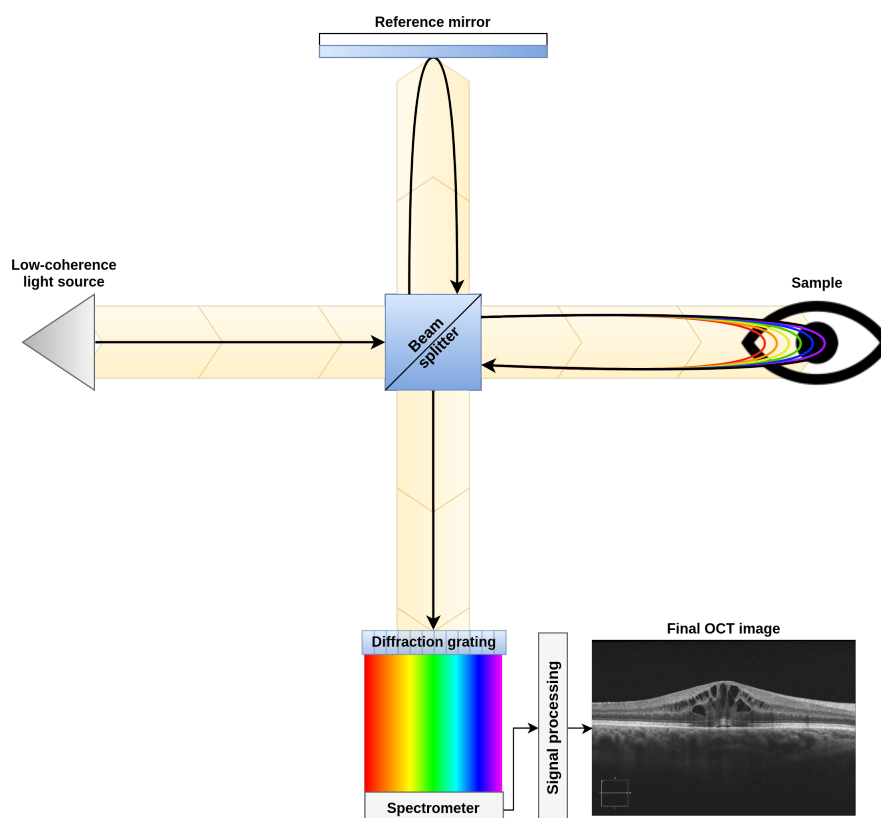 Reference mirror
Low-coherence
light source
Sample
Beam
splitter
Diffraction grating
Spectrometer
Signal processing
Final OCT image